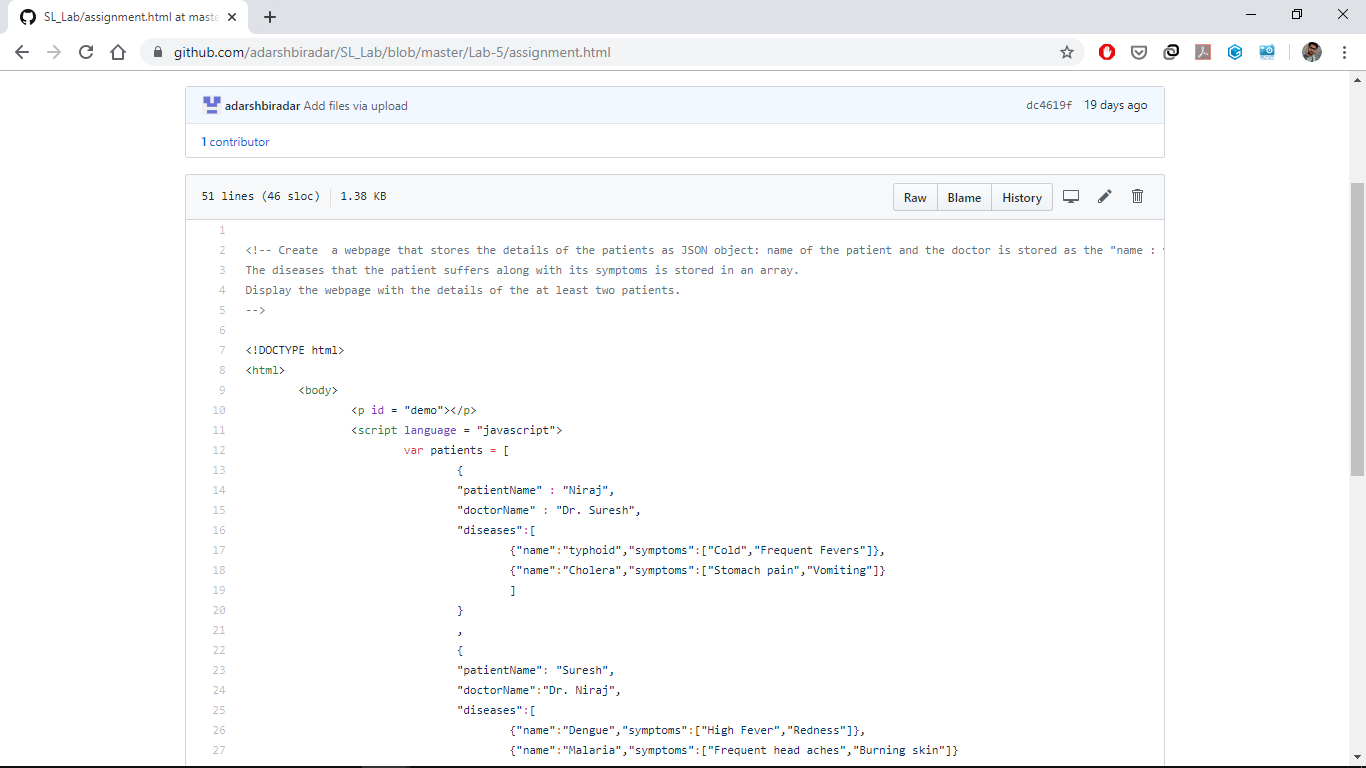 SL_Lab/assignment.html at maste
github.com/adarshbiradar/SL_Lab/blob/master/Lab-5/assignment.html
adarshbiradar Add files via upload dc4619f 19 days ago
1 contributor
51 lines (46 sloc) 1.38 KB Raw Blame History
1
2 <!-- Create  a webpage that stores the details of the patients as JSON object: name of the patient and the doctor is stored as the "name :
3 The diseases that the patient suffers along with its symptoms is stored in an array.
4 Display the webpage with the details of the at least two patients.
5 -->
6
7 <!DOCTYPE html>
8 <html>
9 <body>
10 <p id = "demo"></p>
11 <script language = "javascript">
12 var patients = [
13 {
14 "patientName" : "Niraj",
15 "doctorName" : "Dr. Suresh",
16 "diseases":[
17 {"name":"typhoid","symptoms":["Cold","Frequent Fevers"]},
18 {"name":"Cholera","symptoms":["Stomach pain","Vomiting"]}
19 ]
20 }
21 ,
22 {
23 "patientName": "Suresh",
24 "doctorName":"Dr. Niraj",
25 "diseases":[
26 {"name":"Dengue","symptoms":["High Fever","Redness"]},
27 {"name":"Malaria","symptoms":["Frequent head aches","Burning skin"]}